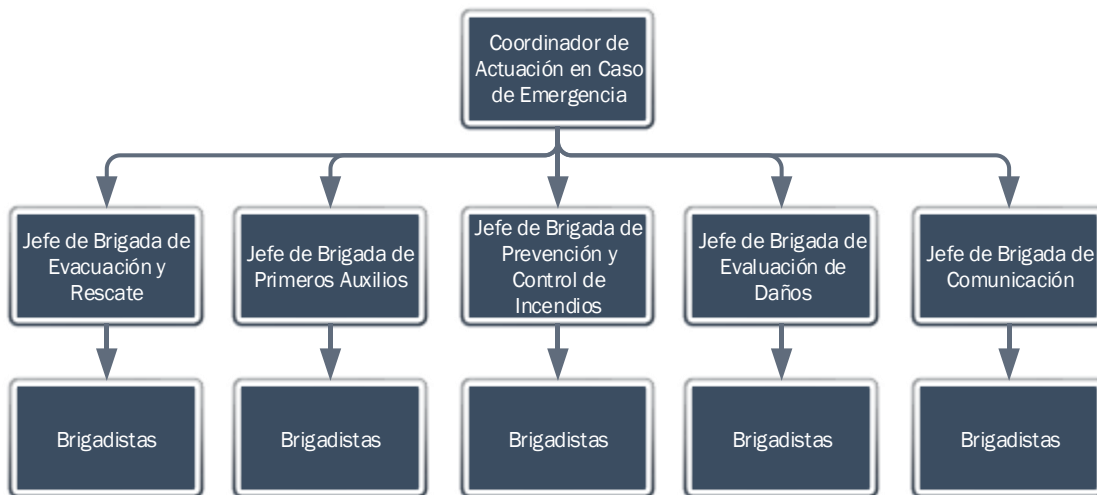 Coordinador de
Actuación en Caso
de Emergencia
Jefe de Brigada de
Evacuación y
Rescate
Jefe de Brigada de
Primeros Auxilios
Jefe de Brigada de
Prevención y
Control de
Incendios
Jefe de Brigada de
Evaluación de
Daños
Jefe de Brigada de
Comunicación
Brigadistas
Brigadistas
Brigadistas
Brigadistas
Brigadistas